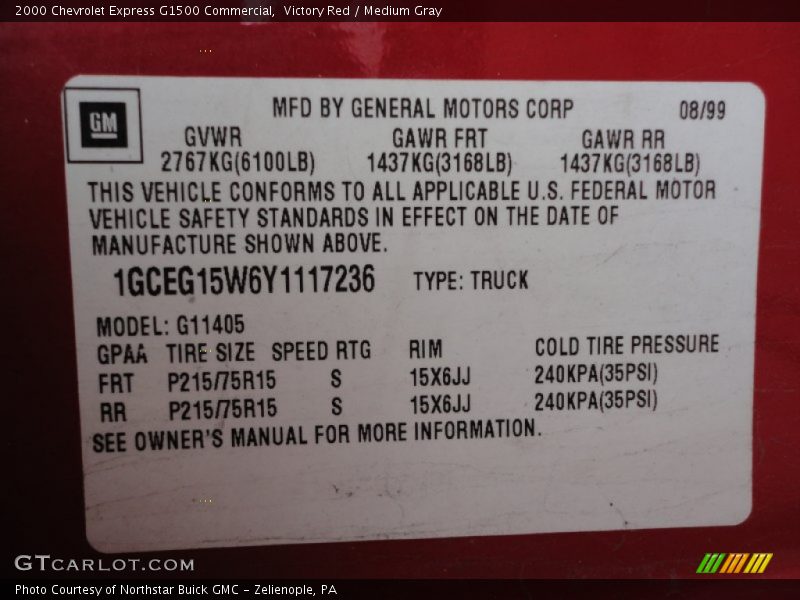 2000 Chevrolet Express G1500 Commercial,  Victory Red / Medium Gray
GM
MFD BY GENERAL MOTORS CORP 08/99
GVWR GAWR FRT GAWR RR
2767KG(6100LB) 1437KG(3168LB) 1437KG(3168LB)
THIS VEHICLE CONFORMS TO ALL APPLICABLE U.S. FEDERAL MOTOR
VEHICLE SAFETY STANDARDS IN EFFECT ON THE DATE OF
MANUFACTURE SHOWN ABOVE.
1GCEG15W6Y1117236 TYPE: TRUCK
MODEL: G11405
GPAA TIRE SIZE SPEED RTG RIM COLD TIRE PRESSURE
FRT P215/75R15 S 15X6JJ 240KPA(35PSI)
RR P215/75R15 S 15X6JJ 240KPA(35PSI)
SEE OWNER'S MANUAL FOR MORE INFORMATION.
GTCARLOT.COM
Photo Courtesy of Northstar Buick GMC - Zelienople, PA